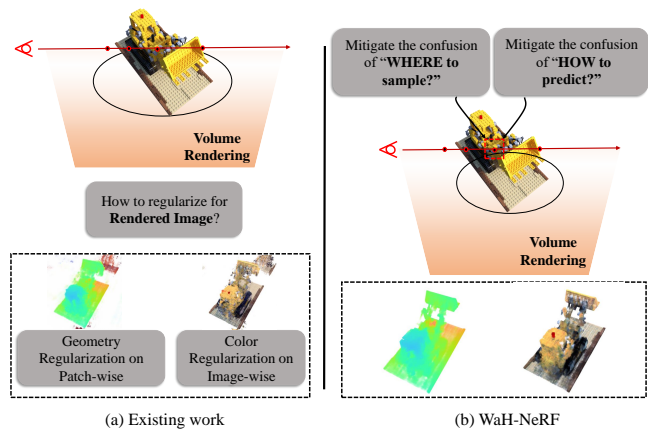 Volume
Rendering
How to regularize for
Rendered Image?
Geometry
Regularization on
Patch-wise
Color
Regularization on
Image-wise
(a) Existing work
Mitigate the confusion
of “WHERE to
sample?”
Mitigate the confusion
of “HOW to
predict?”
Volume
Rendering
(b) WaH-NeRF